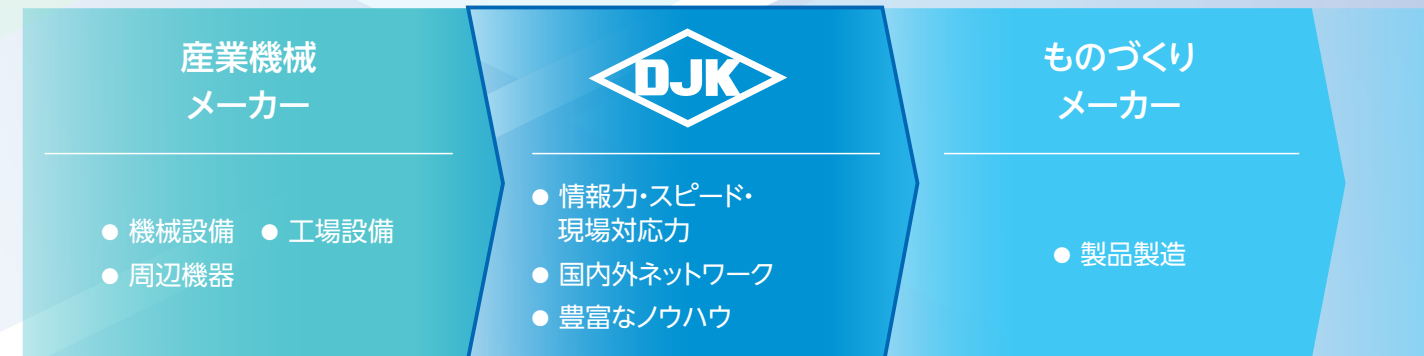 産業機械
メーカー
● 機械設備 ● 工場設備
● 周辺機器
DJK
● 情報力・スピード・
現場対応力
● 国内外ネットワーク
● 豊富なノウハウ
ものづくり
メーカー
● 製品製造